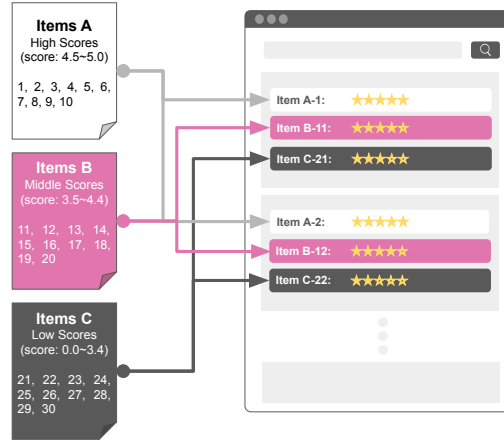 Items A
High Scores
(score: 4.5~5.0)
1, 2, 3, 4, 5, 6,
7, 8, 9, 10
Items B
Middle Scores
(score: 3.5~4.4)
11, 12, 13, 14,
15, 16, 17, 18,
19, 20
Items C
Low Scores
(score: 0.0~3.4)
21, 22, 23, 24,
25, 26, 27, 28,
29, 30
Item A-1:
Item B-11:
Item C-21:
Item A-2:
Item B-12:
Item C-22: